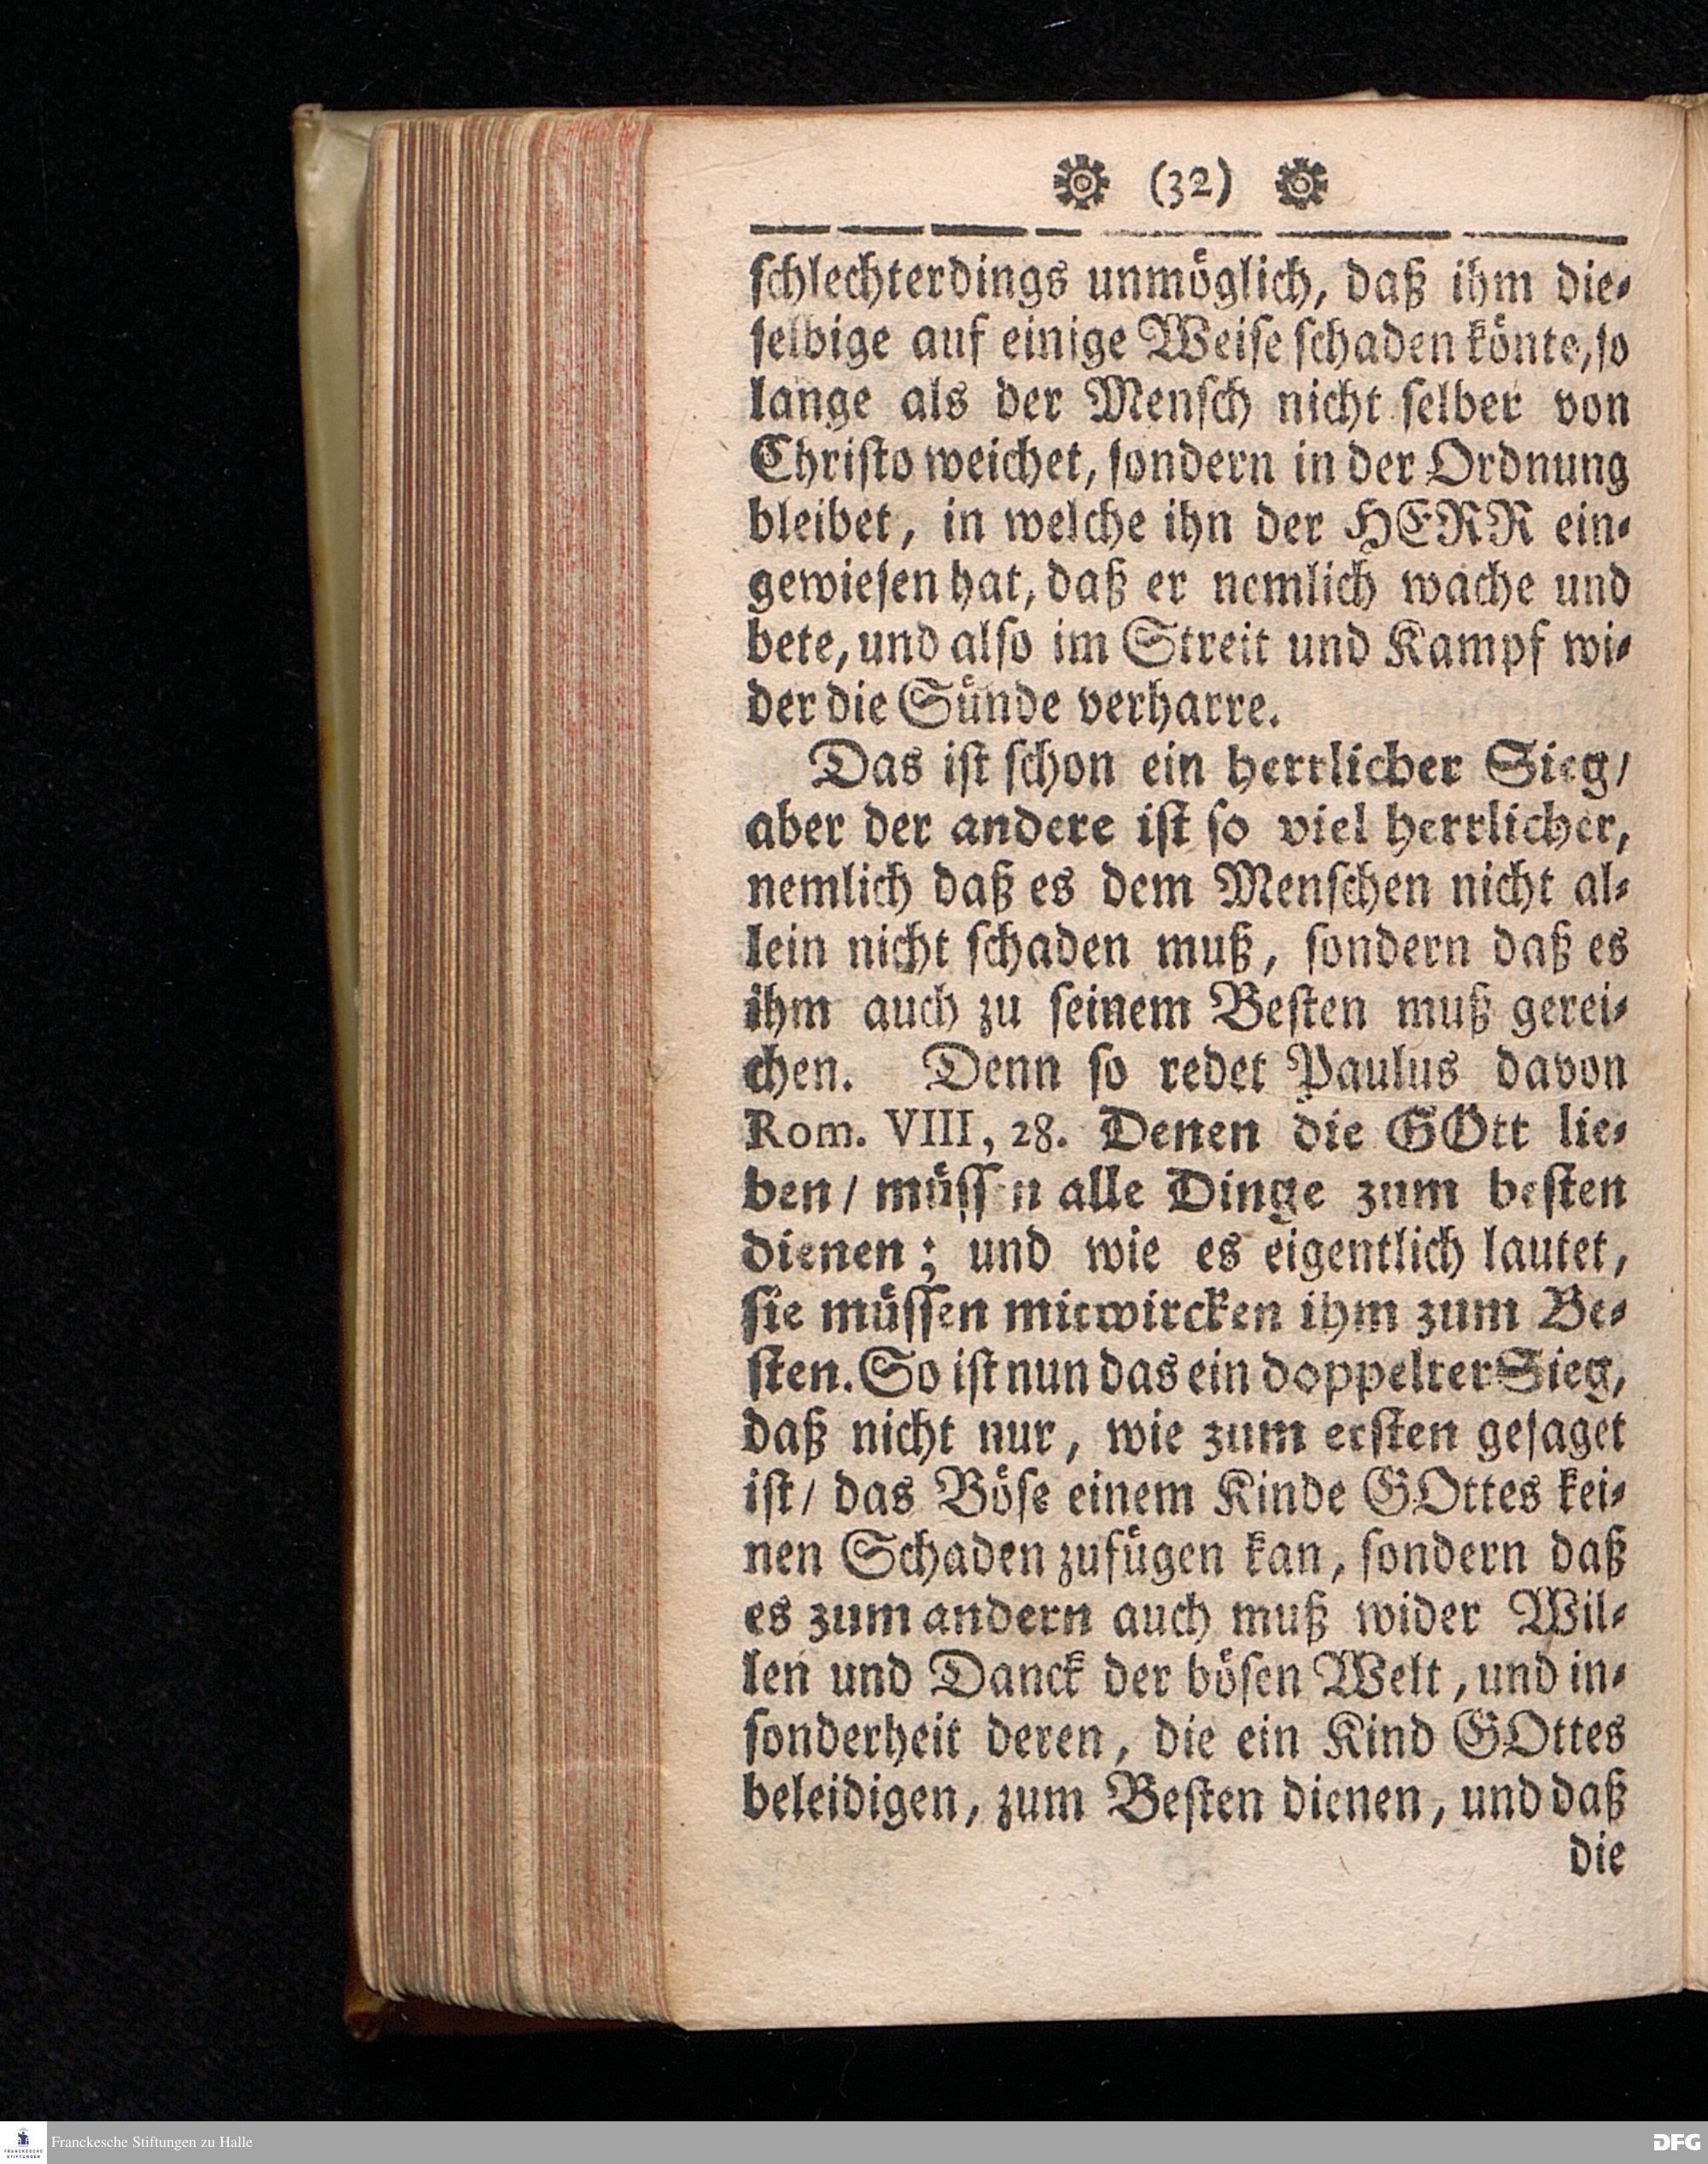 (32)
ſchlechterdings unmöglich, daß ihm die⸗
ſelbige auf einige Weiſe ſchaden könte, ſo
lange als der Menſch nicht ſelber von
Chriſto weichet, ſondern in der Ordnung
bleibet, in welche ihn der HERR ein⸗
gewieſen hat, daß er nemlich wache und
bete, und alſo im Streit und Kampf wi⸗
der die Sünde verharre.
Das iſt ſchon ein herrlicher Sieg/
aber der andere iſt ſo viel herrlicher,
nemlich daß es dem Menſchen nicht al⸗
lein nicht ſchaden muß, ſondern daß es
ihm auch zu ſeinem Beſten muß gerei⸗
chen. Denn ſo redet Paulus davon
Rom. VIII, 28. Denen die GOtt lie⸗
ben/ müſſen alle Dinge zum beſten
dienen; und wie es eigentlich lautet,
ſie müſſen mitwircken ihm zum Be⸗
ſten. So iſt nun das ein doppelter Sieg,
daß nicht nur, wie zum erſten geſaget
iſt/ das Böſe einem Kinde GOttes kei⸗
nen Schaden zufügen kan, ſondern daß
es zum andern auch muß wider Wil⸗
len und Danck der böſen Welt, und in⸗
ſonderheit deren, die ein Kind GOttes
beleidigen, zum Beſten dienen, und daß
die
FRANCKESCHE STIFTUNGEN
Franckesche Stiftungen zu Halle
DFG